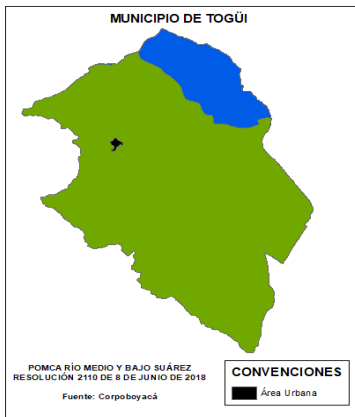 MUNICIPIO DE TOGÜI
POMCA RÍO MEDIO Y BAJO SUÁREZ
RESOLUCIÓN 2110 DE 8 DE JUNIO DE 2018
Fuente: Corpoboyacá
CONVENCIONES
Área Urbana